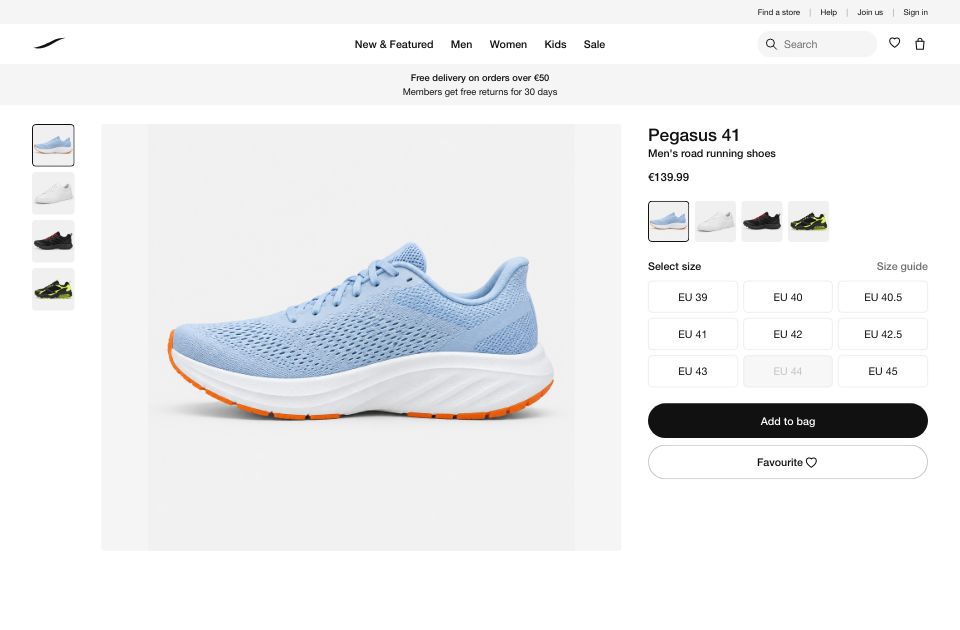 Find a store | Help | Join us | Sign in
New & Featured Men Women Kids Sale
Search
Free delivery on orders over €50
Members get free returns for 30 days
Pegasus 41
Men's road running shoes
€139.99
Select size Size guide
EU 39 EU 40 EU 40.5
EU 41 EU 42 EU 42.5
EU 43 EU 44 EU 45
Add to bag
Favourite